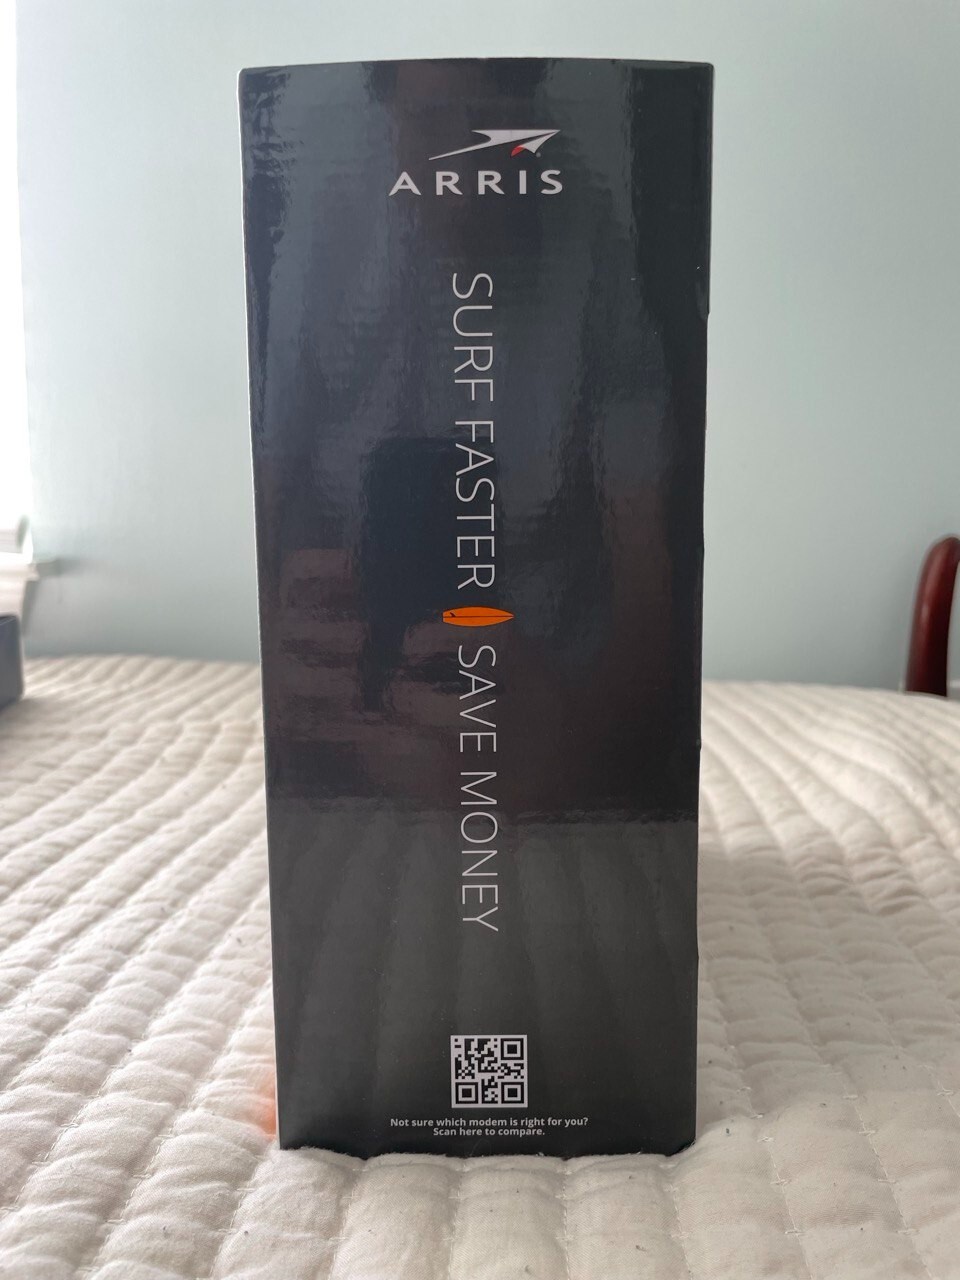 ARRIS
SURF FASTER SAVE MONEY
Not sure which modem is right for you?
Scan here to compare.